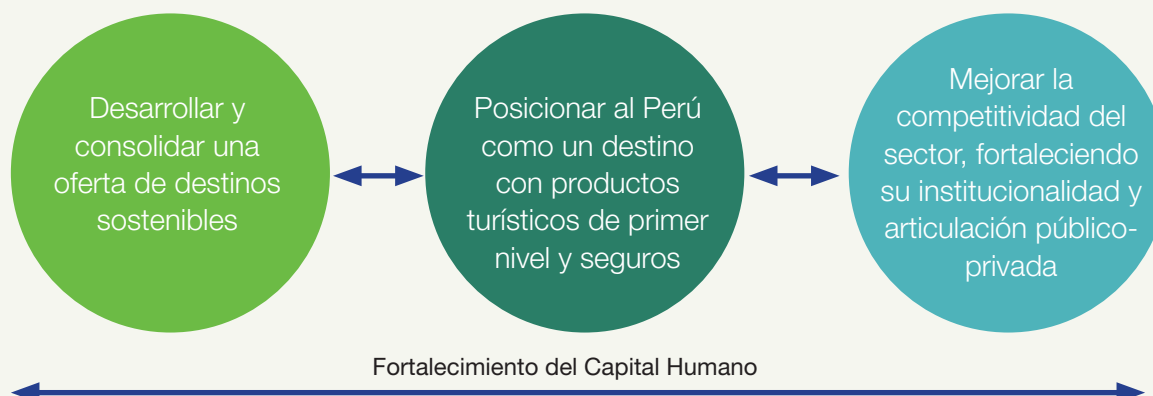 Desarrollar y
consolidar una
oferta de destinos
sostenibles
Posicionar al Perú
como un destino
con productos
turísticos de primer
nivel y seguros
Mejorar la
competitividad del
sector, fortaleciendo
su institucionalidad y
articulación público-
privada
Fortalecimiento del Capital Humano